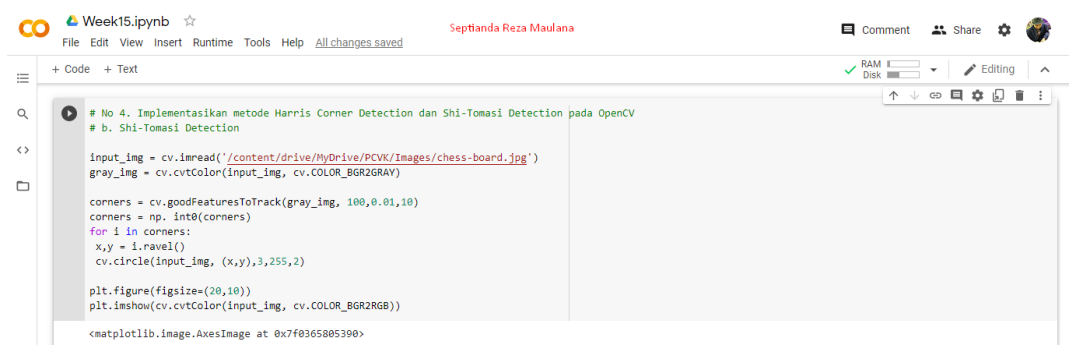 Week15.ipynb
Septianda Reza Maulana
Comment
Share
File Edit View Insert Runtime Tools Help All changes saved
+ Code + Text
RAM
Disk
Editing
# No 4. Implementasikan metode Harris Corner Detection dan Shi-Tomasi Detection pada OpenCV
# b. Shi-Tomasi Detection
input_img = cv.imread('/content/drive/MyDrive/PCVK/Images/chess-board.jpg')
gray_img = cv.cvtColor(input_img, cv.COLOR_BGR2GRAY)
corners = cv.goodFeaturesToTrack(gray_img, 100,0.01,10)
corners = np. int0(corners)
for i in corners:
 x,y = i.ravel()
 cv.circle(input_img, (x,y),3,255,2)
plt.figure(figsize=(20,10))
plt.imshow(cv.cvtColor(input_img, cv.COLOR_BGR2RGB))
<matplotlib.image.AxesImage at 0x7f0365805390>